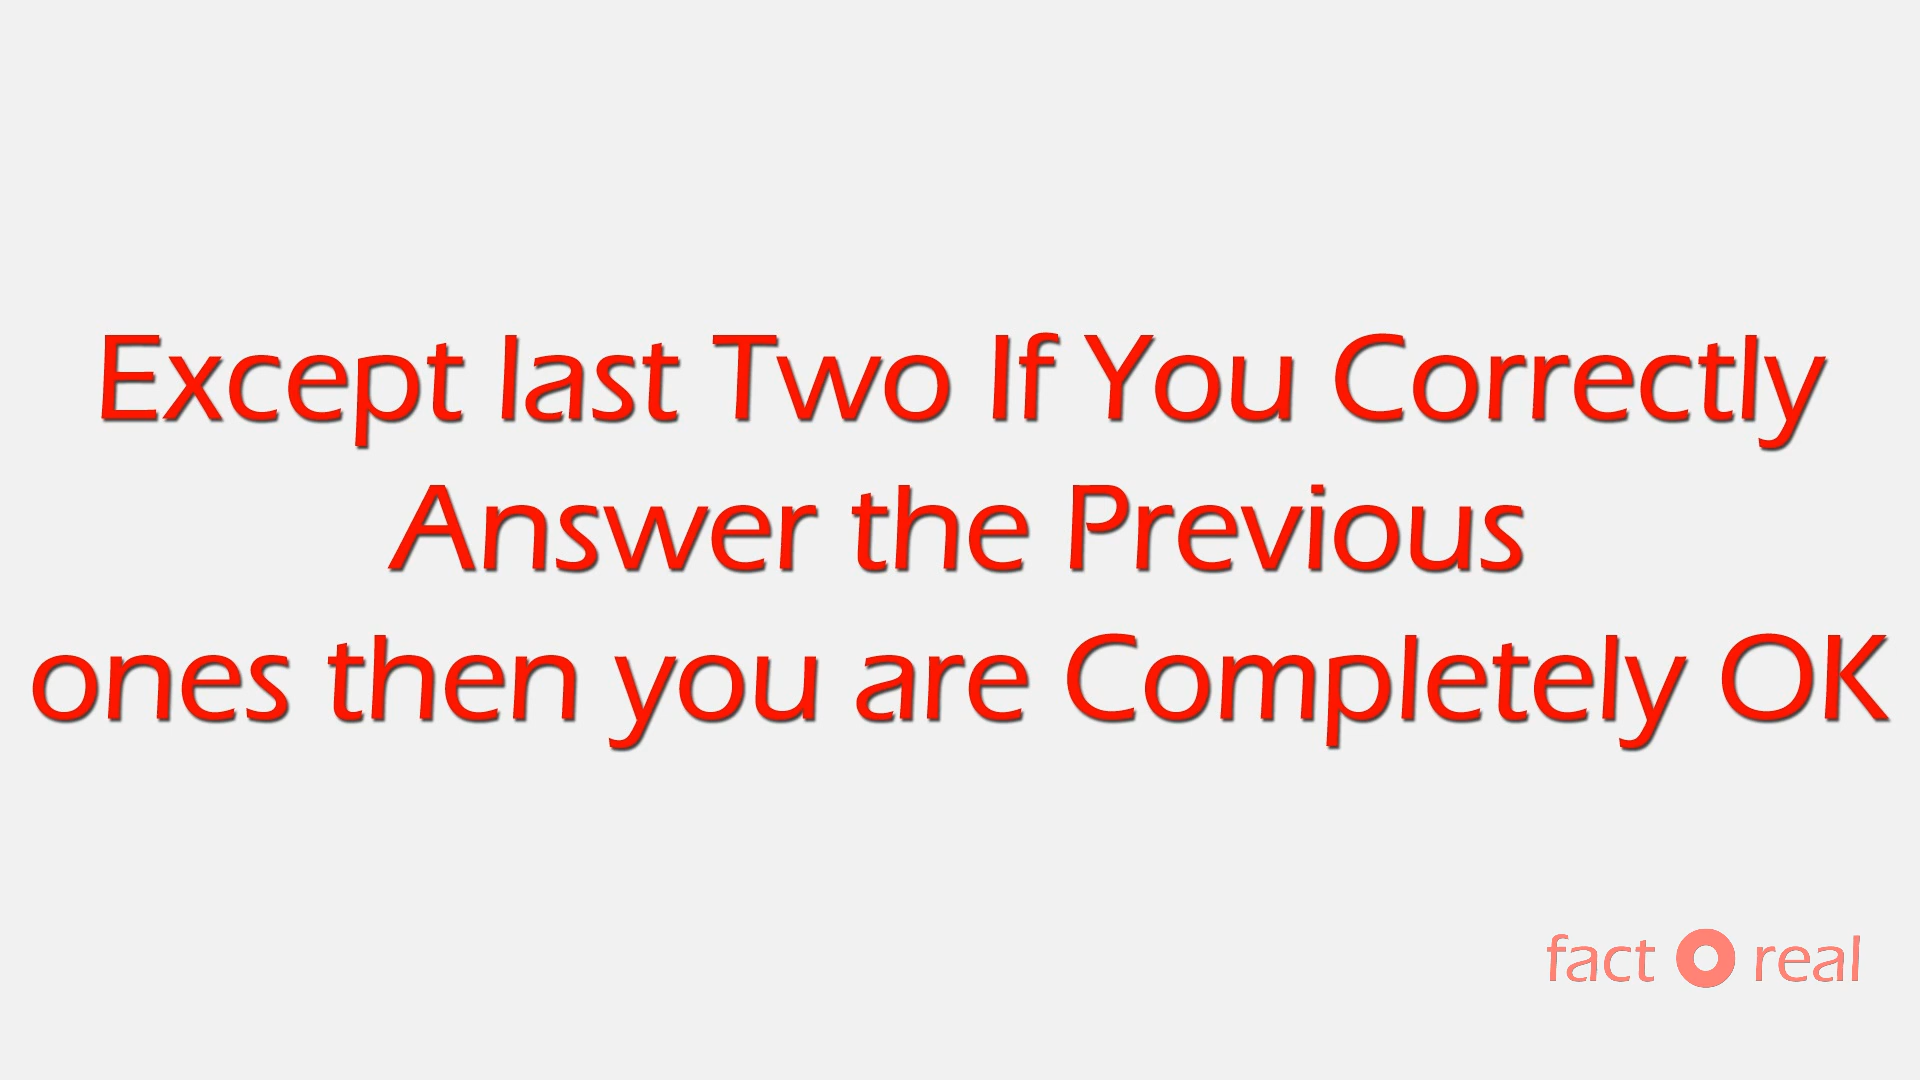 Except last Two If You Correctly
Answer the Previous
ones then you are Completely OK
fact O real